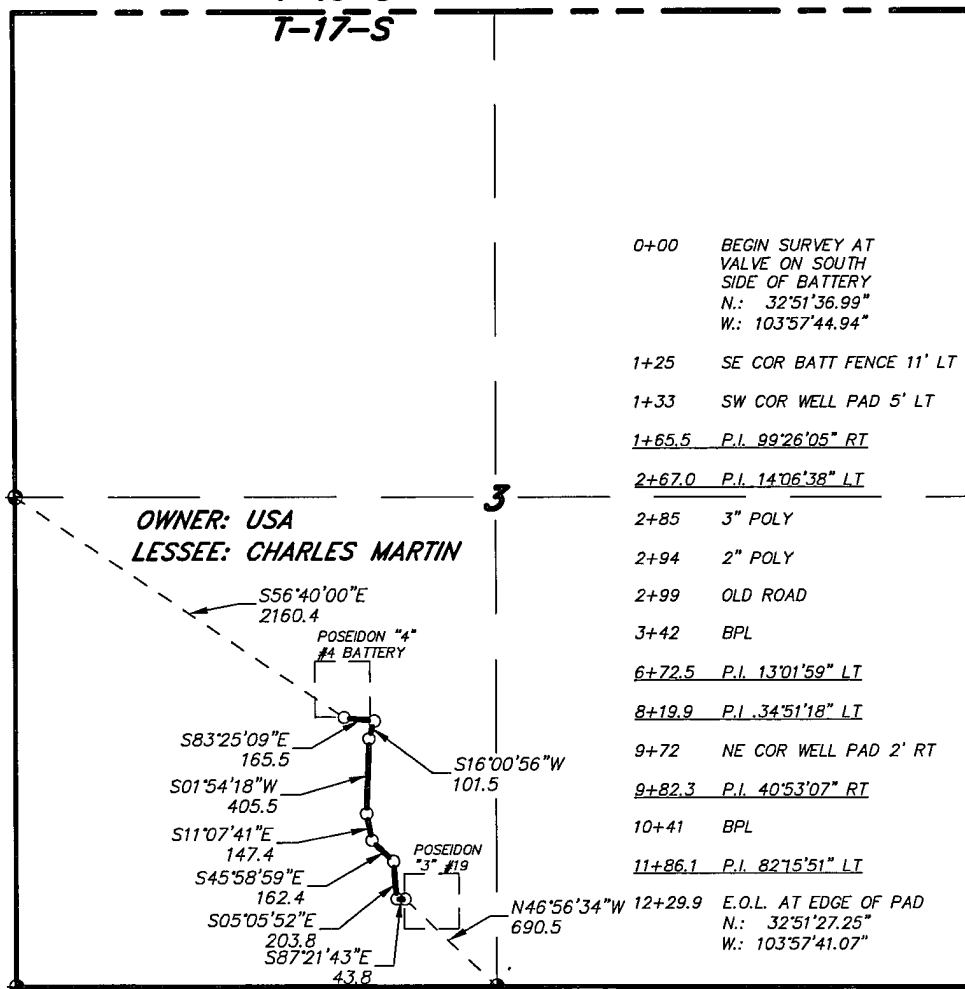 T-17-S
0+00 BEGIN SURVEY AT
VALVE ON SOUTH
SIDE OF BATTERY
N.: 32°51'36.99"
W.: 103°57'44.94"
1+25 SE COR BATT FENCE 11' LT
1+33 SW COR WELL PAD 5' LT
1+65.5 P.I. 99°26'05" RT
2+67.0 P.I. 14°06'38" LT
3
OWNER: USA
LESSEE: CHARLES MARTIN
2+85 3" POLY
2+94 2" POLY
2+99 OLD ROAD
3+42 BPL
6+72.5 P.I. 13°01'59" LT
8+19.9 P.I. 34°51'18" LT
9+72 NE COR WELL PAD 2' RT
9+82.3 P.I. 40°53'07" RT
10+41 BPL
11+86.1 P.I. 82°15'51" LT
12+29.9 E.O.L. AT EDGE OF PAD
N.: 32°51'27.25"
W.: 103°57'41.07"
S56°40'00"E
2160.4
POSEIDON "4"
#4 BATTERY
S83°25'09"E
165.5
S16°00'56"W
101.5
S01°54'18"W
405.5
S11°07'41"E
147.4
S45°58'59"E
162.4
POSEIDON
"3" #19
S05°05'52"E
203.8
S87°21'43"E
43.8
N46°56'34"W
690.5